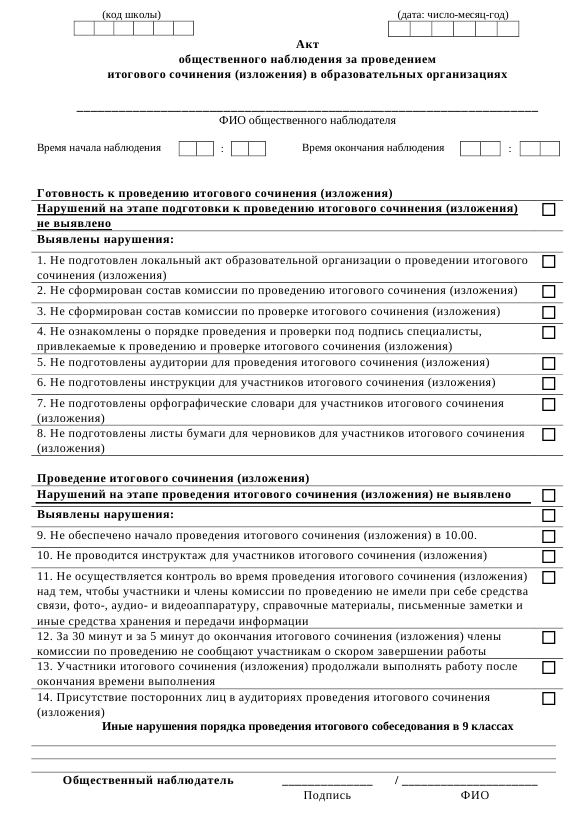 (код школы) (дата: число-месяц-год)
Акт
общественного наблюдения за проведением
итогового сочинения (изложения) в образовательных организациях
ФИО общественного наблюдателя
Время начала наблюдения : Время окончания наблюдения :
Готовность к проведению итогового сочинения (изложения)
Нарушений на этапе подготовки к проведению итогового сочинения (изложения)
не выявлено
Выявлены нарушения:
1. Не подготовлен локальный акт образовательной организации о проведении итогового
сочинения (изложения)
2. Не сформирован состав комиссии по проведению итогового сочинения (изложения)
3. Не сформирован состав комиссии по проверке итогового сочинения (изложения)
4. Не ознакомлены о порядке проведения и проверки под подпись специалисты,
привлекаемые к проведению и проверке итогового сочинения (изложения)
5. Не подготовлены аудитории для проведения итогового сочинения (изложения)
6. Не подготовлены инструкции для участников итогового сочинения (изложения)
7. Не подготовлены орфографические словари для участников итогового сочинения
(изложения)
8. Не подготовлены листы бумаги для черновиков для участников итогового сочинения
(изложения)
Проведение итогового сочинения (изложения)
Нарушений на этапе проведения итогового сочинения (изложения) не выявлено
Выявлены нарушения:
9. Не обеспечено начало проведения итогового сочинения (изложения) в 10.00.
10. Не проводится инструктаж для участников итогового сочинения (изложения)
11. Не осуществляется контроль во время проведения итогового сочинения (изложения)
над тем, чтобы участники и члены комиссии по проведению не имели при себе средства
связи, фото-, аудио- и видеоаппаратуру, справочные материалы, письменные заметки и
иные средства хранения и передачи информации
12. За 30 минут и за 5 минут до окончания итогового сочинения (изложения) члены
комиссии по проведению не сообщают участникам о скором завершении работы
13. Участники итогового сочинения (изложения) продолжали выполнять работу после
окончания времени выполнения
14. Присутствие посторонних лиц в аудиториях проведения итогового сочинения
(изложения)
Иные нарушения порядка проведения итогового собеседования в 9 классах
Общественный наблюдатель ______________ / _____________________
Подпись ФИО